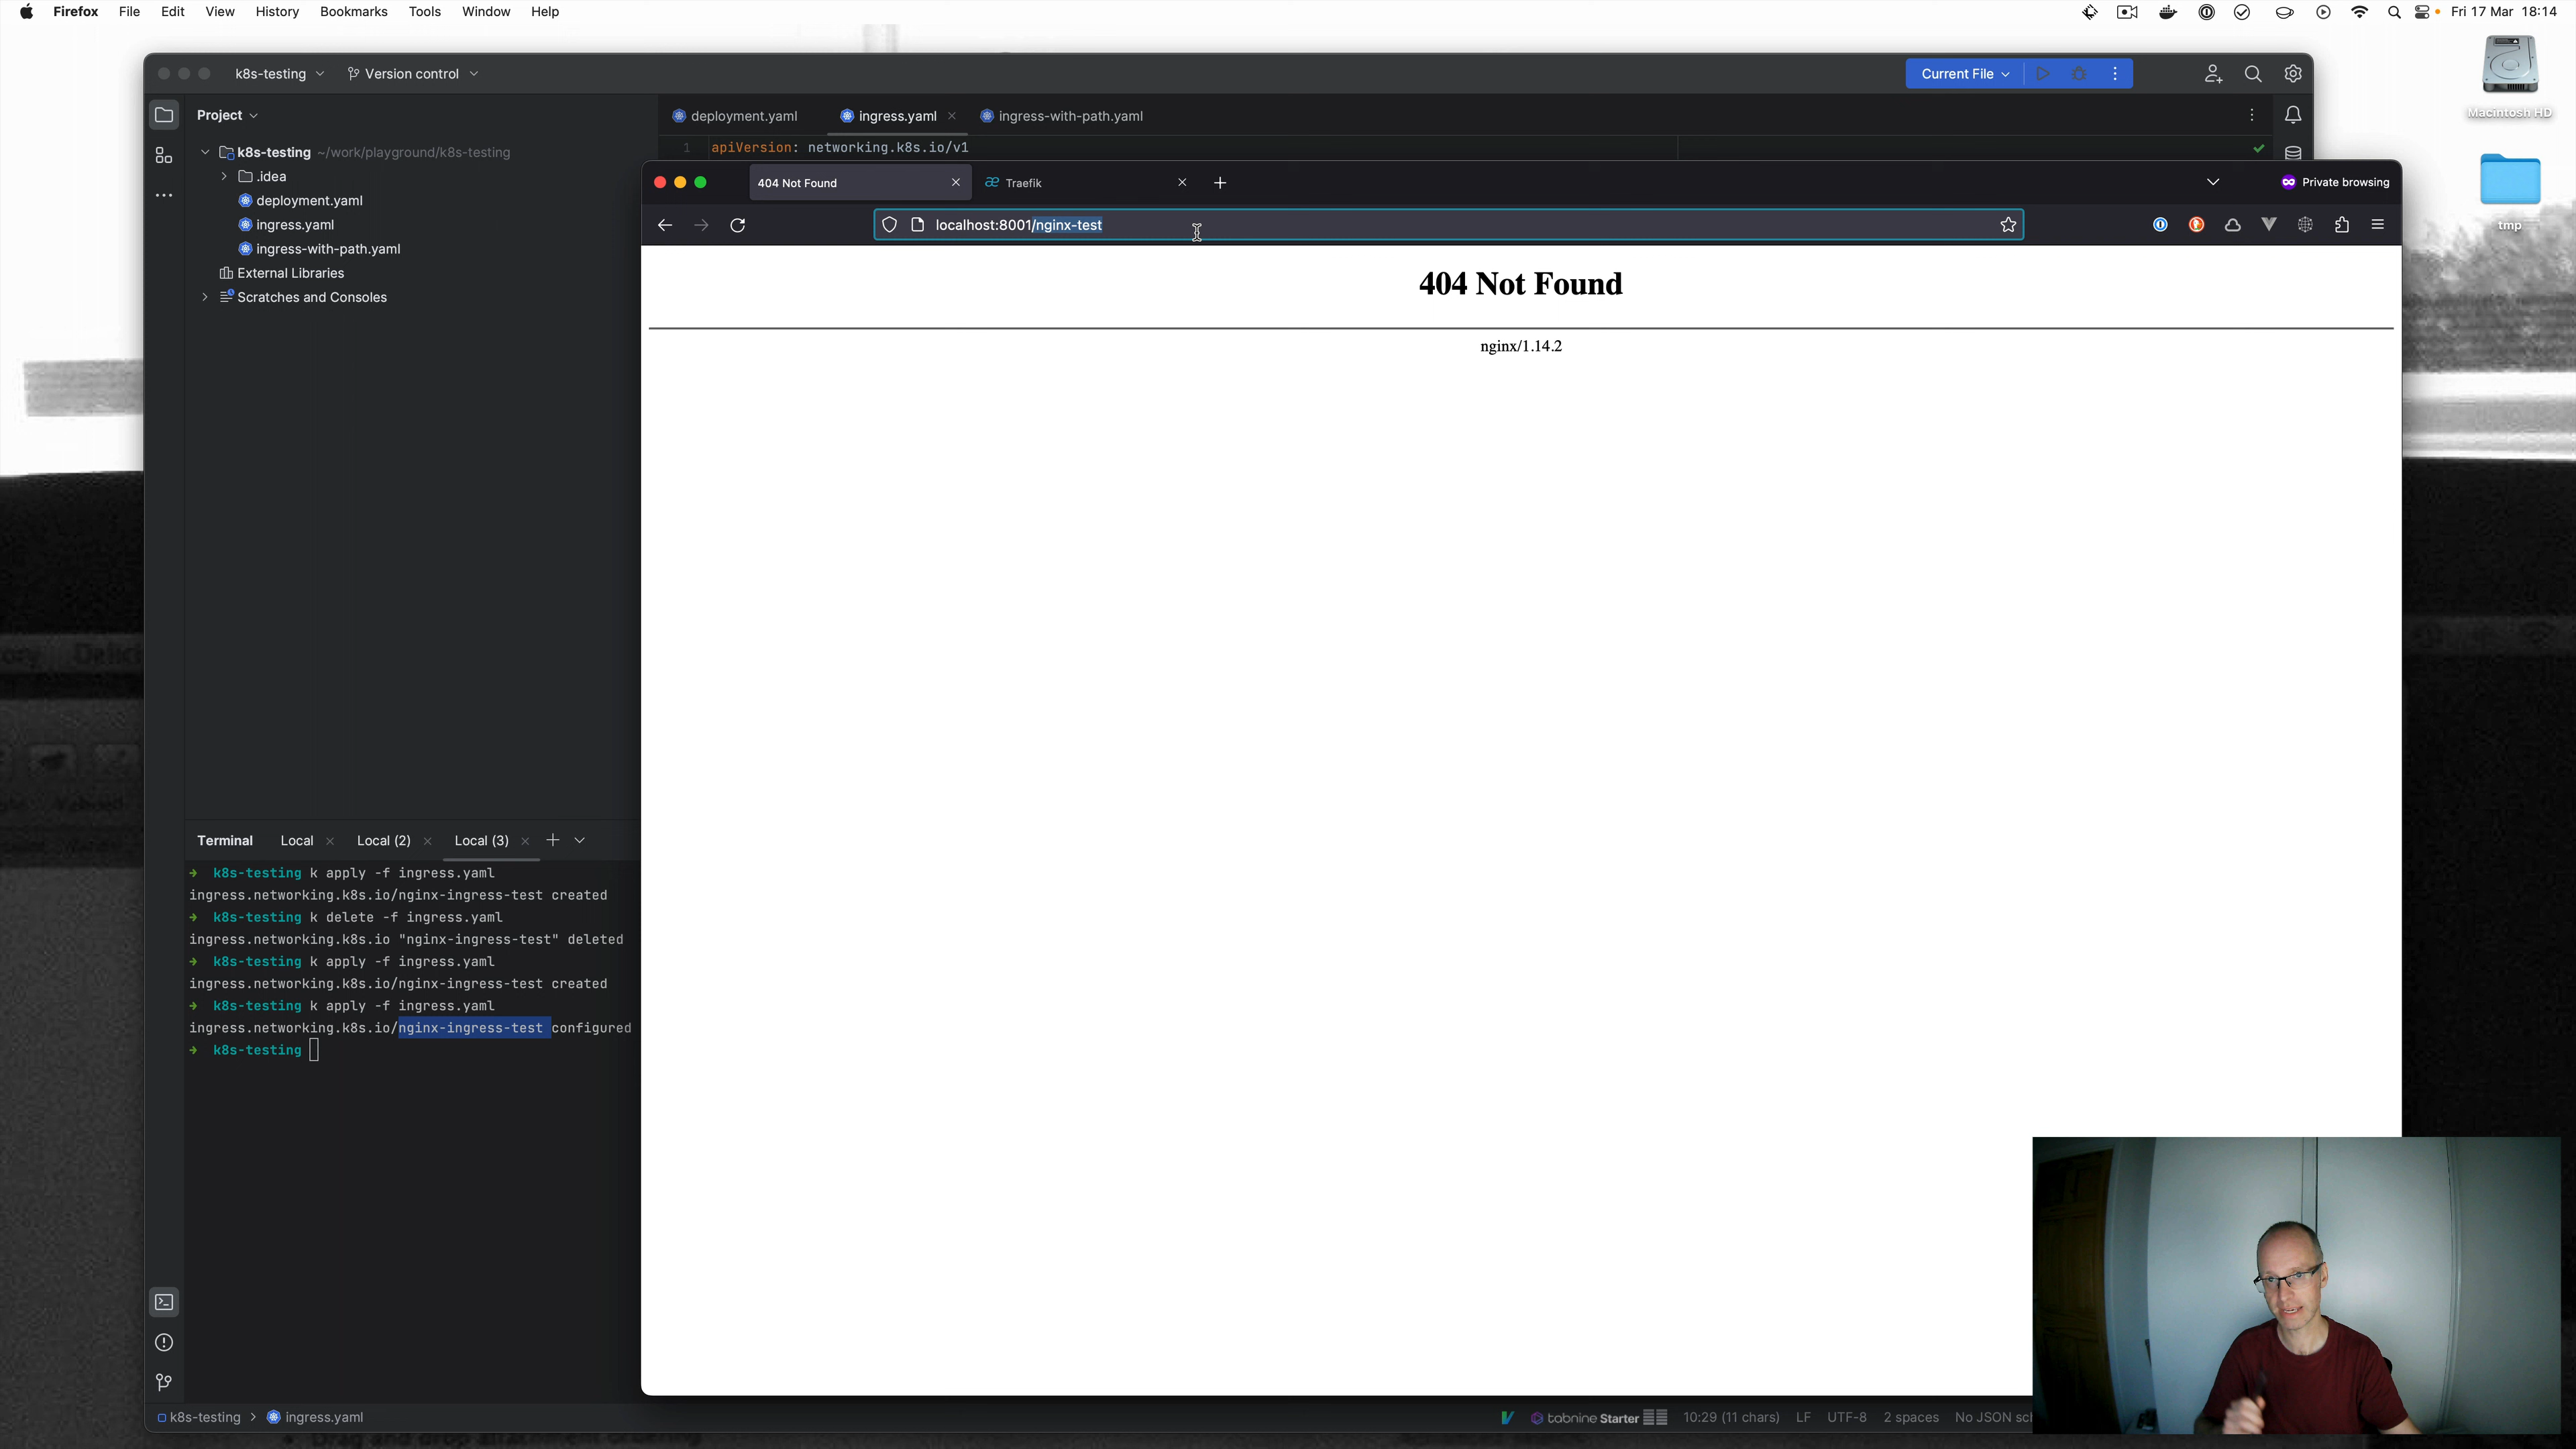 Firefox File Edit View History Bookmarks Tools Window Help
Fri 17 Mar 18:14
Macintosh HD
tmp
k8s-testing
Version control
Current File
Project
deployment.yaml
ingress.yaml
ingress-with-path.yaml
k8s-testing ~/work/playground/k8s-testing
.idea
deployment.yaml
ingress.yaml
ingress-with-path.yaml
External Libraries
Scratches and Consoles
1 apiVersion: networking.k8s.io/v1
404 Not Found
Traefik
Private browsing
localhost:8001/nginx-test
404 Not Found
nginx/1.14.2
Terminal Local Local (2) Local (3)
➜ k8s-testing k apply -f ingress.yaml
ingress.networking.k8s.io/nginx-ingress-test created
➜ k8s-testing k delete -f ingress.yaml
ingress.networking.k8s.io "nginx-ingress-test" deleted
➜ k8s-testing k apply -f ingress.yaml
ingress.networking.k8s.io/nginx-ingress-test created
➜ k8s-testing k apply -f ingress.yaml
ingress.networking.k8s.io/nginx-ingress-test configured
➜ k8s-testing
k8s-testing > ingress.yaml
tabnine Starter 10:29 (11 chars) LF UTF-8 2 spaces No JSON